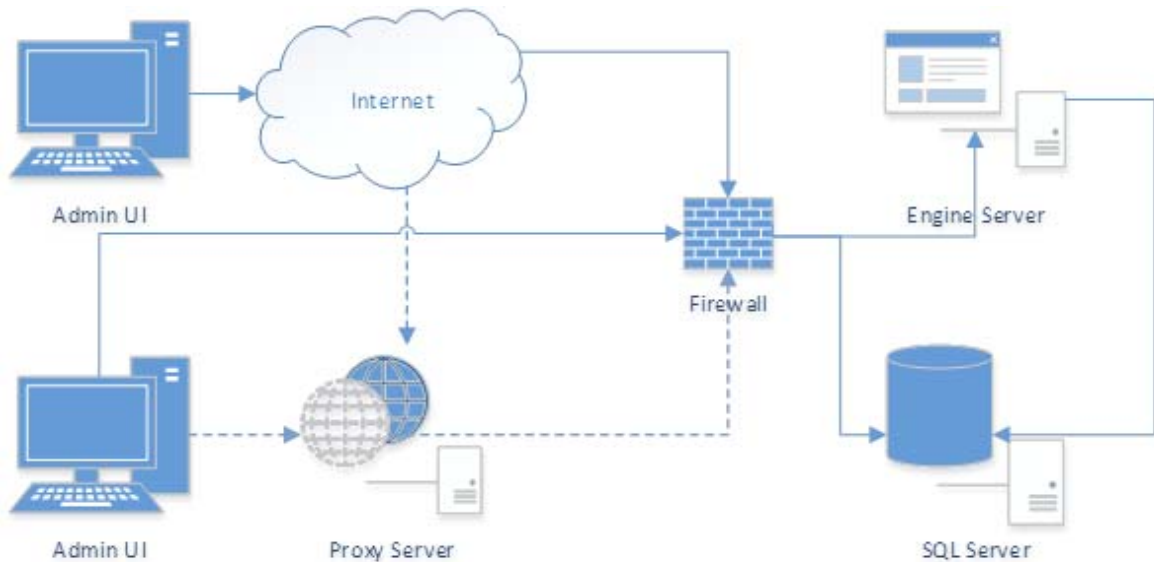 Internet
Admin UI
Engine Server
Firewall
Admin UI
Proxy Server
SQL Server